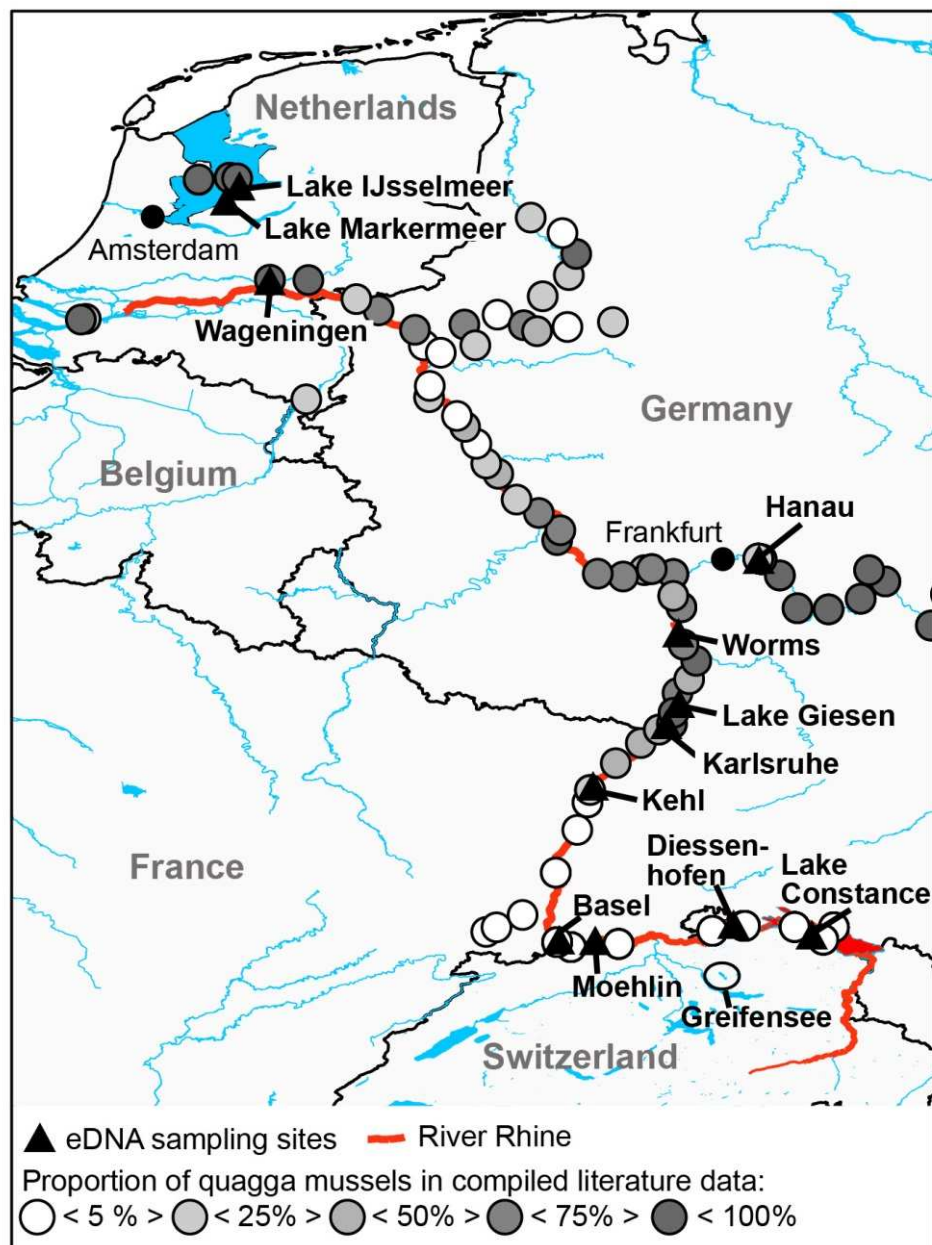 Netherlands
Lake IJsselmeer
Lake Markermeer
Amsterdam
Wageningen
Germany
Belgium
Hanau
Frankfurt
Worms
Lake Giesen
Karlsruhe
Kehl
France
Diessen-
hofen
Lake
Constance
Basel
Moehlin
Greifensee
Switzerland
eDNA sampling sites
River Rhine
Proportion of quagga mussels in compiled literature data:
< 5 % > < 25% > < 50% > < 75% > < 100%